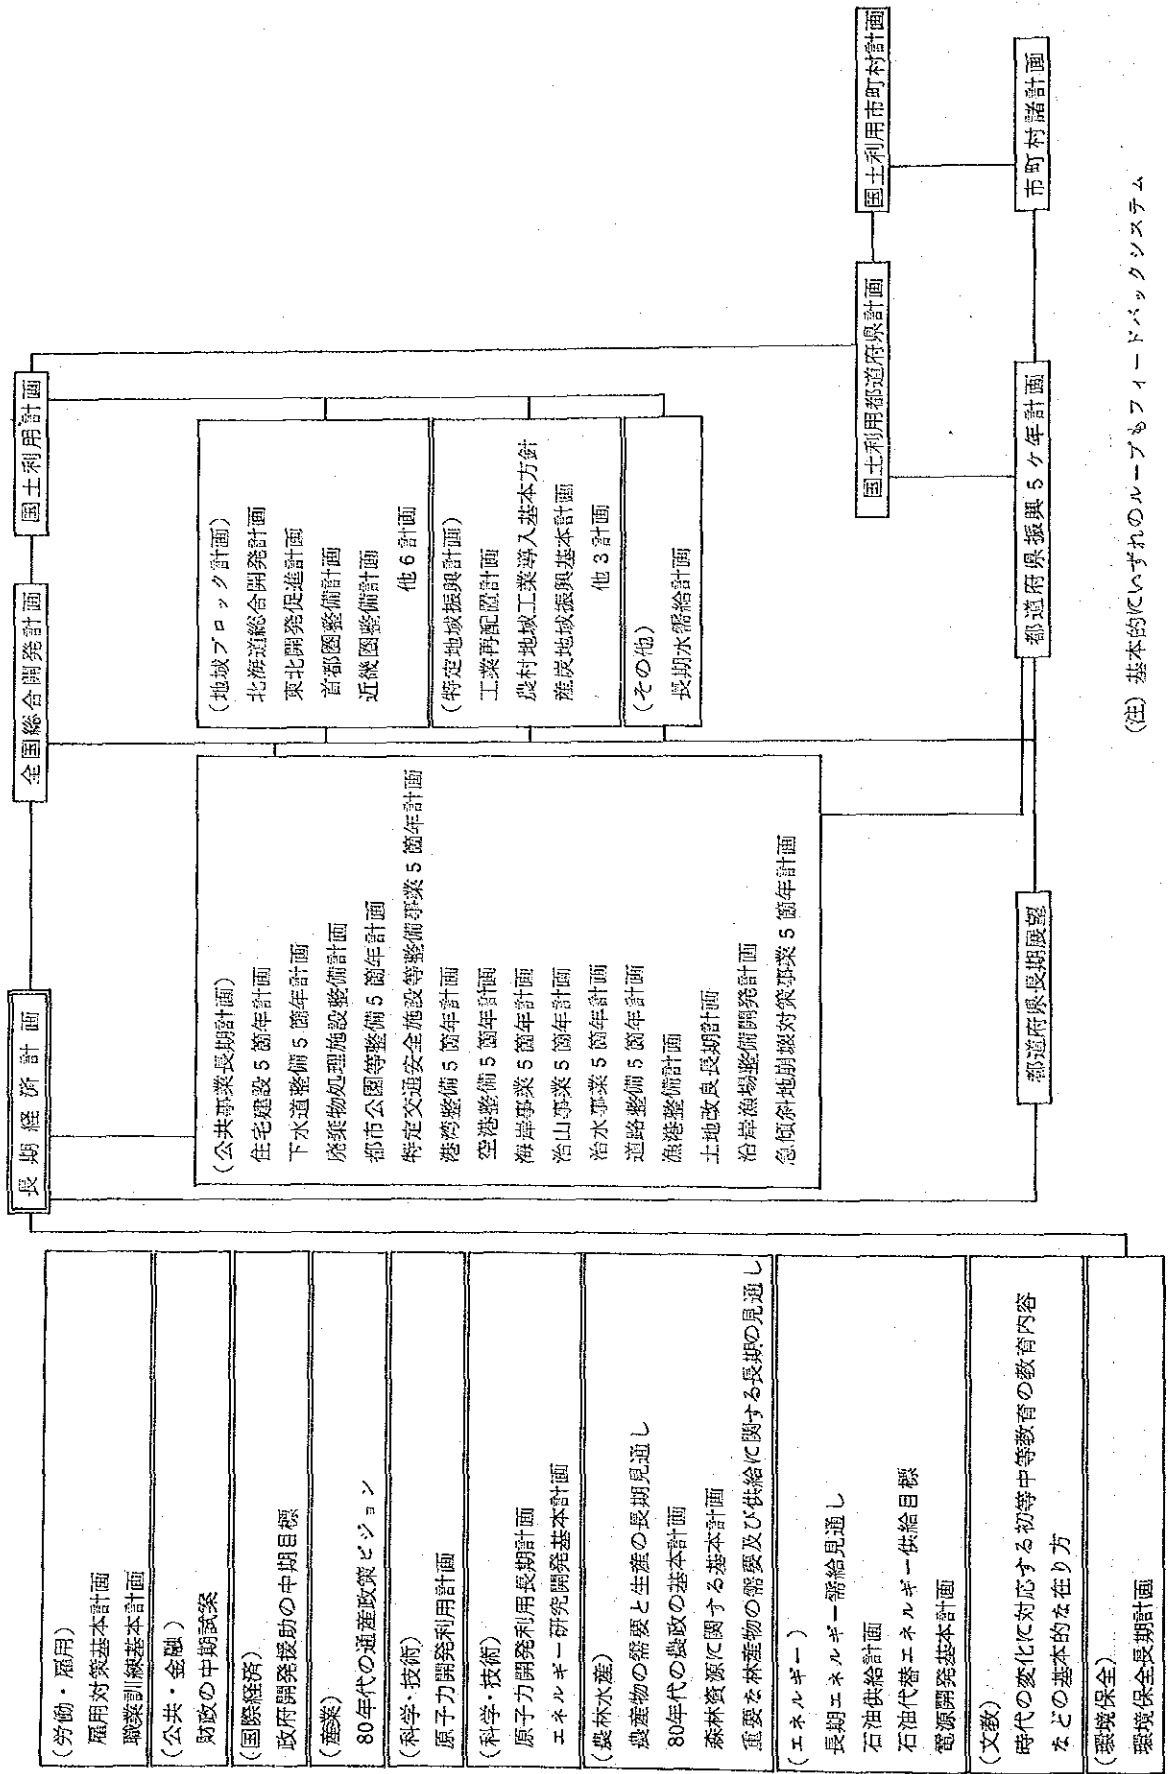 長期経済計画
全国総合開発計画
国土利用計画
(労働・雇用)
雇用対策基本計画
職業訓練基本計画
(公共・金融)
財政の中期試案
(国際経済)
政府開発援助の中期目標
(産業)
80年代の通産政策ビジョン
(科学・技術)
原子力開発利用計画
(科学・技術)
原子力開発利用長期計画
エネルギー研究開発基本計画
(農林水産)
農産物の需要と生産の長期見通し
80年代の農政の基本計画
森林資源に関する基本計画
重要な林産物の需要及び供給に関する長期の見通し
(エネルギー)
長期エネルギー需給見通し
石油供給計画
石油代替エネルギー供給目標
電源開発基本計画
(文教)
時代の変化に対応する初等中等教育の教育内容
などの基本的な在り方
(環境保全)
環境保全長期計画
(公共事業長期計画)
住宅建設5箇年計画
下水道整備5箇年計画
廃棄物処理施設整備計画
都市公園等整備5箇年計画
特定交通安全施設等整備事業5箇年計画
港湾整備5箇年計画
空港整備5箇年計画
海岸事業5箇年計画
治山事業5箇年計画
治水事業5箇年計画
道路整備5箇年計画
漁港整備計画
土地改良長期計画
沿岸漁場整備開発計画
急傾斜地崩壊対策事業5箇年計画
(地域ブロック計画)
北海道総合開発計画
東北開発促進計画
首都圏整備計画
近畿圏整備計画
他6計画
(特定地域振興計画)
工業再配置計画
農村地域工業導入基本方針
産炭地域振興基本計画
他3計画
(その他)
長期水需給計画
国土利用都道府県計画
国土利用市町村計画
都道府県長期展望
都道府県振興5ケ年計画
市町村諸計画
(注) 基本的にいずれのループもフィードバックシステム